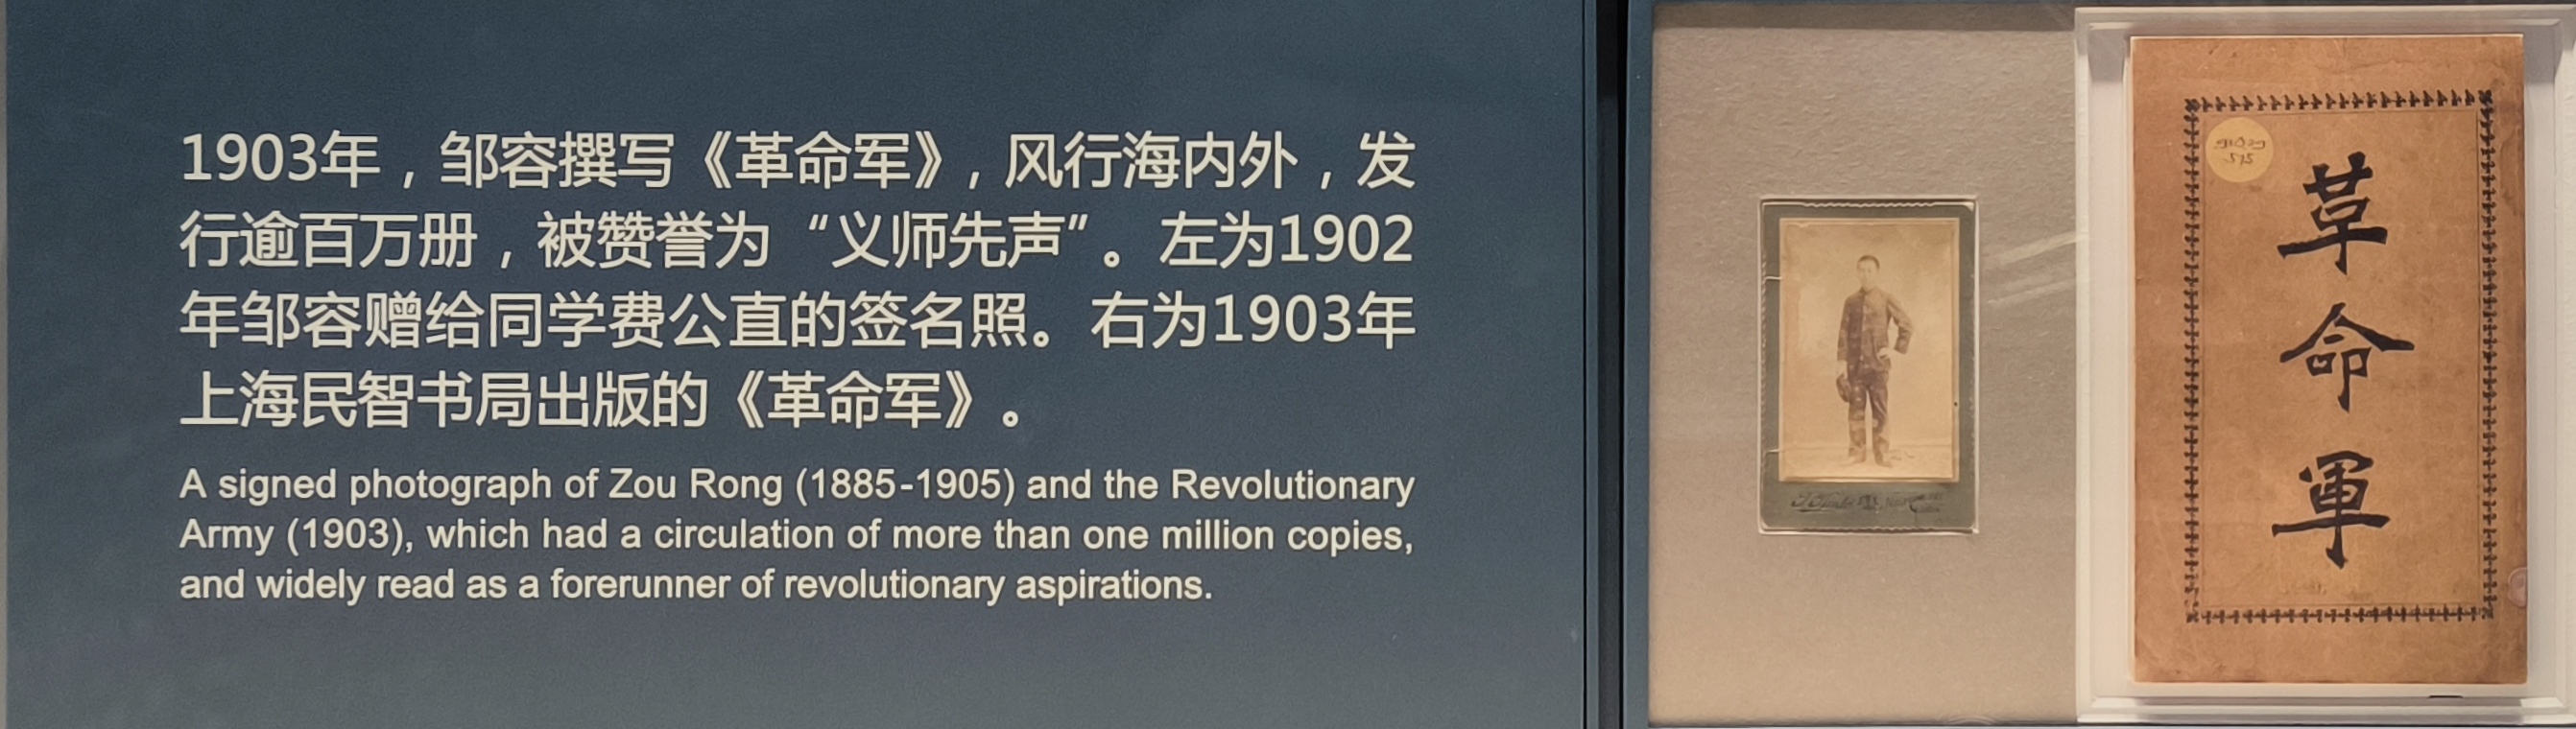 1903年，邹容撰写《革命军》，风行海内外，发
行逾百万册，被赞誉为“义师先声”。左为1902
年邹容赠给同学费公直的签名照。右为1903年
上海民智书局出版的《革命军》。
A signed photograph of Zou Rong (1885-1905) and the Revolutionary
Army (1903), which had a circulation of more than one million copies,
and widely read as a forerunner of revolutionary aspirations.
革命軍